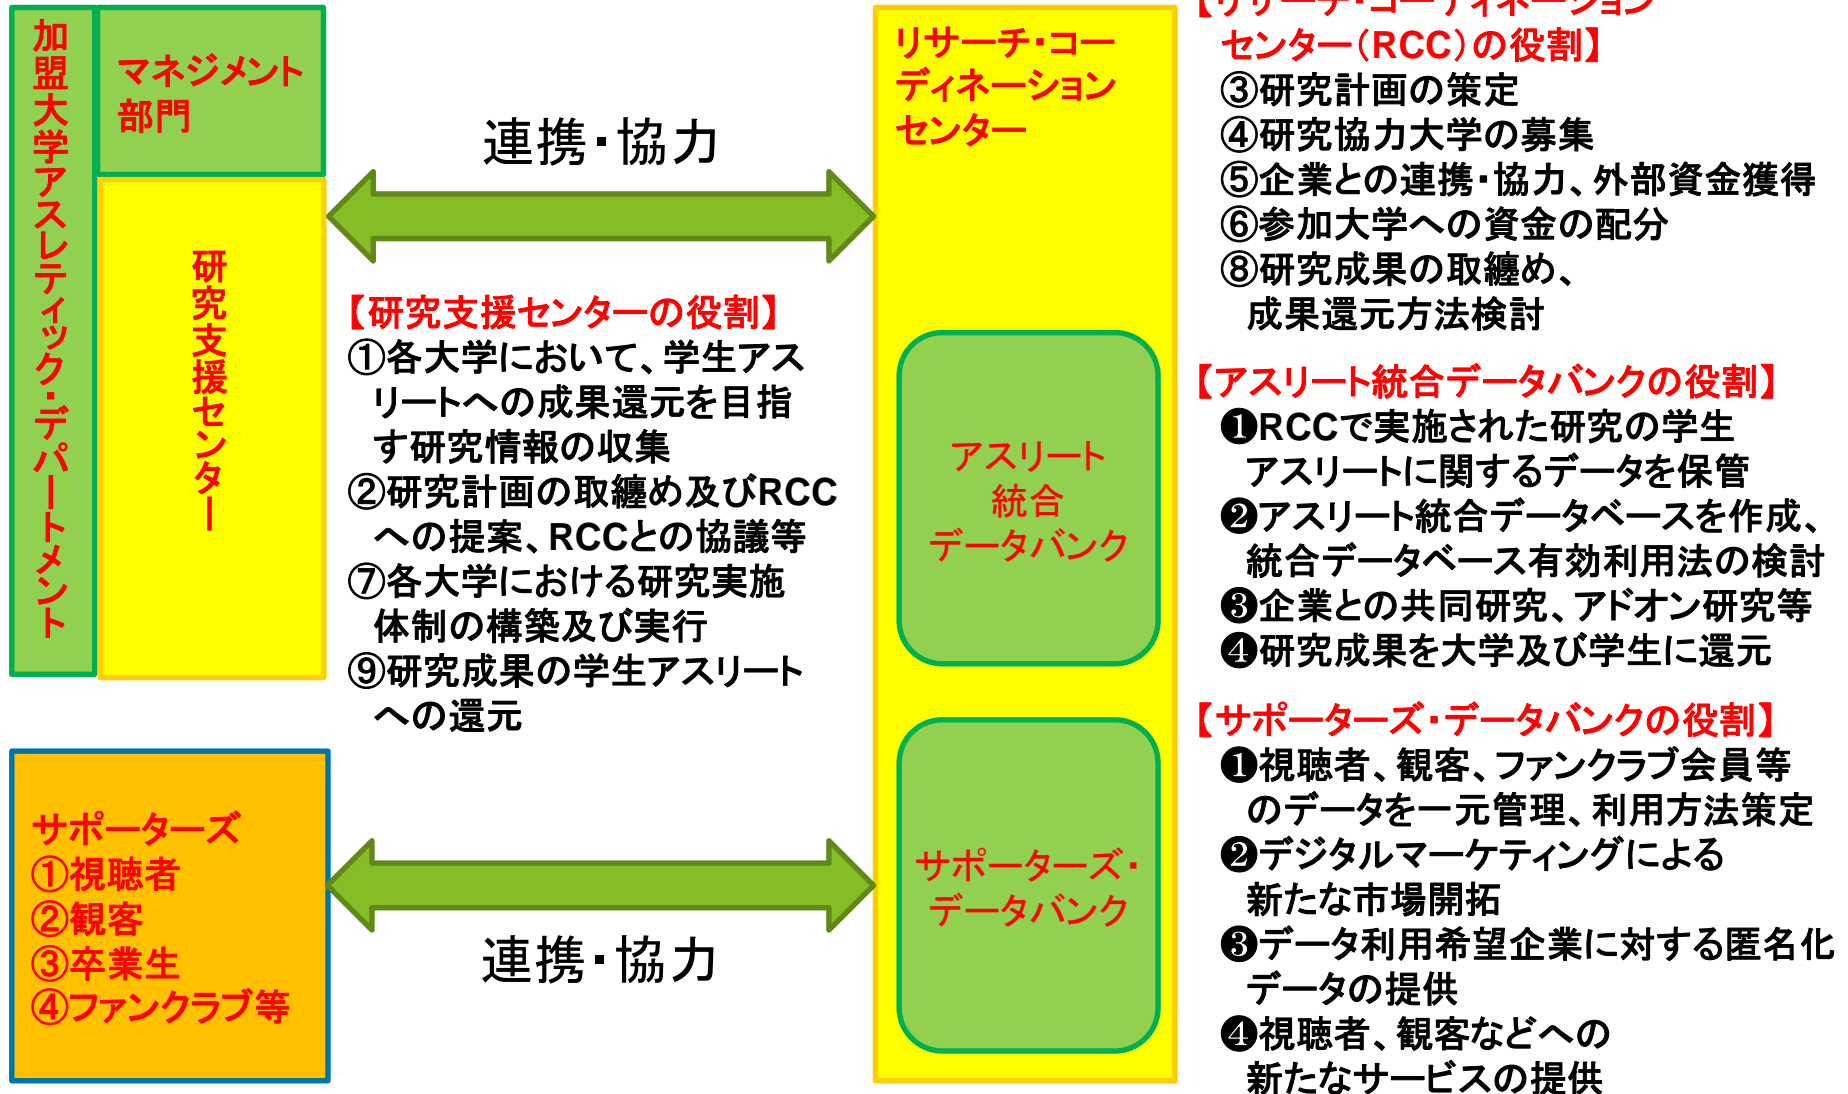 加盟大学アスレティック・デパートメント
マネジメント
部門
研究支援センター
連携・協力
【研究支援センターの役割】
①各大学において、学生アス
リートへの成果還元を目指
す研究情報の収集
②研究計画の取纏め及びRCC
への提案、RCCとの協議等
⑦各大学における研究実施
体制の構築及び実行
⑨研究成果の学生アスリート
への還元
サポーターズ
①視聴者
②観客
③卒業生
④ファンクラブ等
連携・協力
リサーチ・コー
ディネーション
センター
アスリート
統合
データバンク
サポーターズ・
データバンク
【リサーチ・コーディネーション
センター（RCC）の役割】
③研究計画の策定
④研究協力大学の募集
⑤企業との連携・協力、外部資金獲得
⑥参加大学への資金の配分
⑧研究成果の取纏め、
成果還元方法検討
【アスリート統合データバンクの役割】
❶RCCで実施された研究の学生
アスリートに関するデータを保管
❷アスリート統合データベースを作成、
統合データベース有効利用法の検討
❸企業との共同研究、アドオン研究等
❹研究成果を大学及び学生に還元
【サポーターズ・データバンクの役割】
❶視聴者、観客、ファンクラブ会員等
のデータを一元管理、利用方法策定
❷デジタルマーケティングによる
新たな市場開拓
❸データ利用希望企業に対する匿名化
データの提供
❹視聴者、観客などへの
新たなサービスの提供